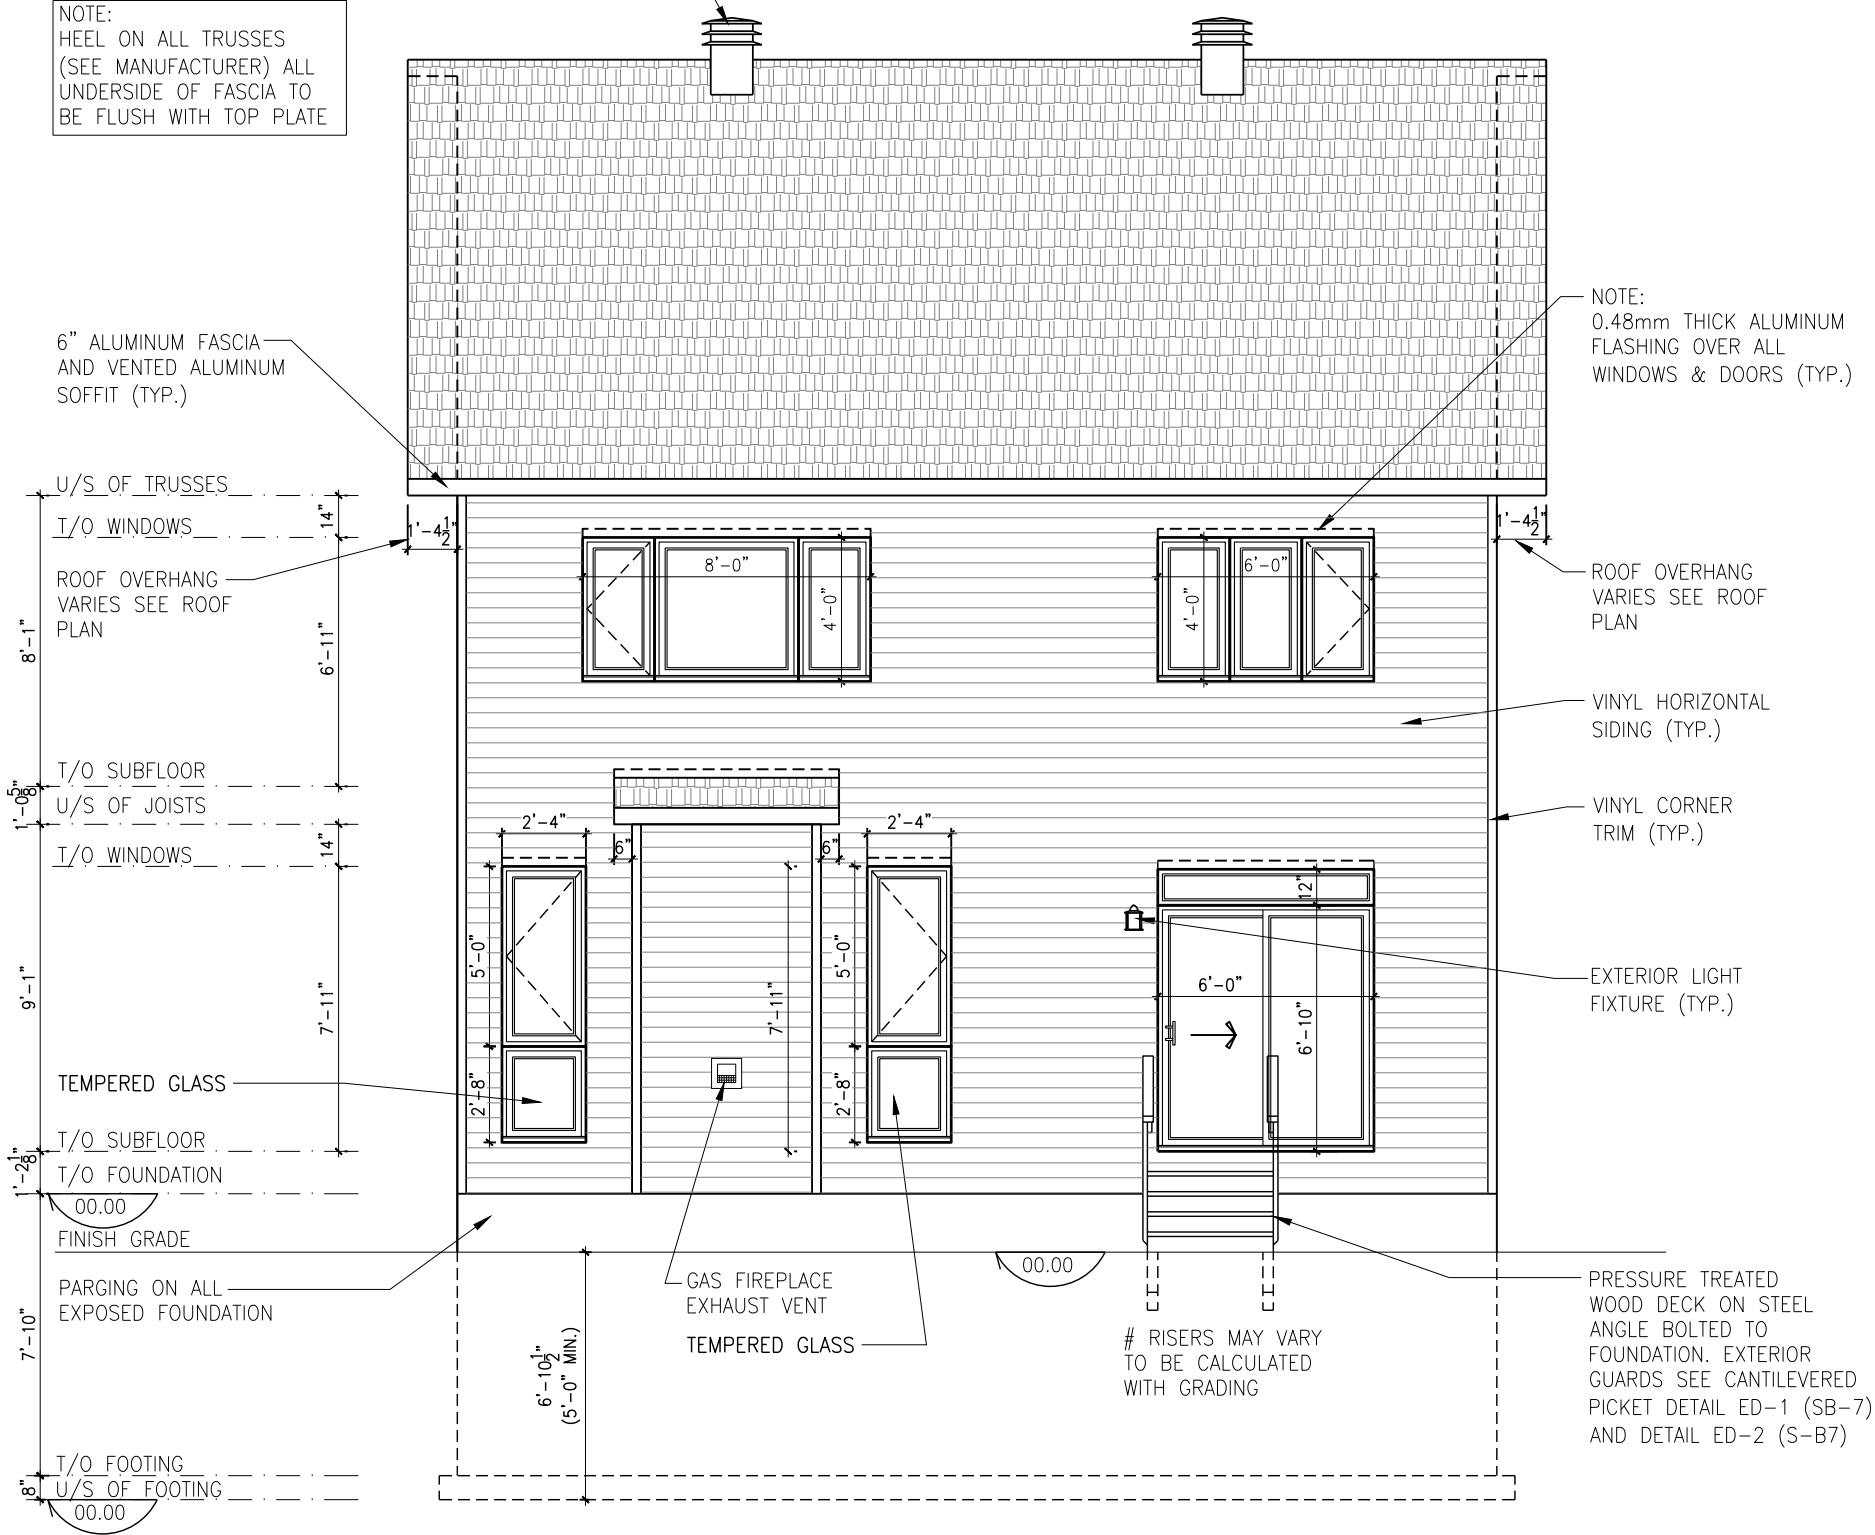 NOTE:
HEEL ON ALL TRUSSES
(SEE MANUFACTURER) ALL
UNDERSIDE OF FASCIA TO
BE FLUSH WITH TOP PLATE
6" ALUMINUM FASCIA
AND VENTED ALUMINUM
SOFFIT (TYP.)
U/S OF TRUSSES
T/O WINDOWS
14"
1'-4½"
ROOF OVERHANG
VARIES SEE ROOF
PLAN
8'-1"
6'-11"
T/O SUBFLOOR
1'-0⅝"
U/S OF JOISTS
T/O WINDOWS
14"
9'-1"
7'-11"
TEMPERED GLASS
T/O SUBFLOOR
1'-2⅛"
T/O FOUNDATION
00.00
FINISH GRADE
PARGING ON ALL
EXPOSED FOUNDATION
7'-10"
T/O FOOTING
8"
U/S OF FOOTING
00.00
8'-0"
4'-0"
6'-0"
4'-0"
2'-4"
6"
6"
2'-4"
5'-0"
2'-8"
7'-11"
5'-0"
2'-8"
12"
6'-0"
6'-10"
GAS FIREPLACE
EXHAUST VENT
TEMPERED GLASS
6'-10½"
(5'-0" MIN.)
00.00
# RISERS MAY VARY
TO BE CALCULATED
WITH GRADING
NOTE:
0.48mm THICK ALUMINUM
FLASHING OVER ALL
WINDOWS & DOORS (TYP.)
1'-4½"
ROOF OVERHANG
VARIES SEE ROOF
PLAN
VINYL HORIZONTAL
SIDING (TYP.)
VINYL CORNER
TRIM (TYP.)
EXTERIOR LIGHT
FIXTURE (TYP.)
PRESSURE TREATED
WOOD DECK ON STEEL
ANGLE BOLTED TO
FOUNDATION. EXTERIOR
GUARDS SEE CANTILEVERED
PICKET DETAIL ED-1 (SB-7)
AND DETAIL ED-2 (S-B7)